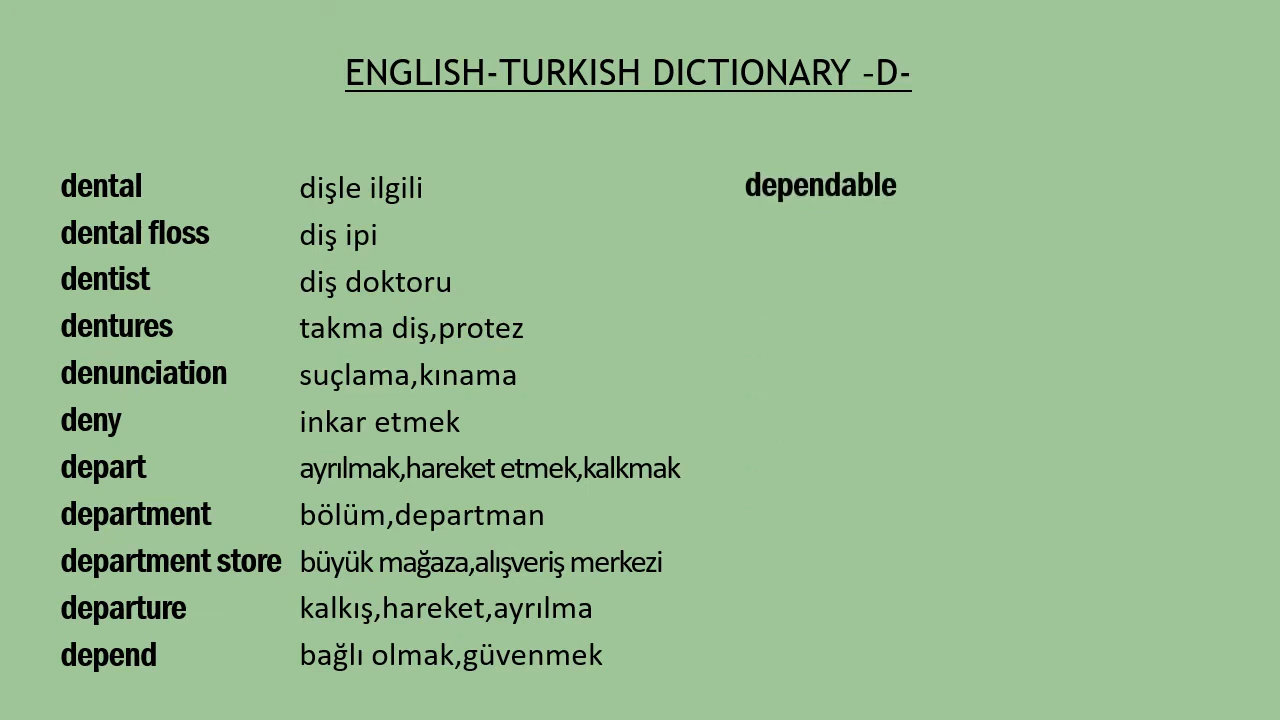 ENGLISH-TURKISH DICTIONARY –D-
dental dişle ilgili
dental floss diş ipi
dentist diş doktoru
dentures takma diş,protez
denunciation suçlama,kınama
deny inkar etmek
depart ayrılmak,hareket etmek,kalkmak
department bölüm,departman
department store büyük mağaza,alışveriş merkezi
departure kalkış,hareket,ayrılma
depend bağlı olmak,güvenmek
dependable